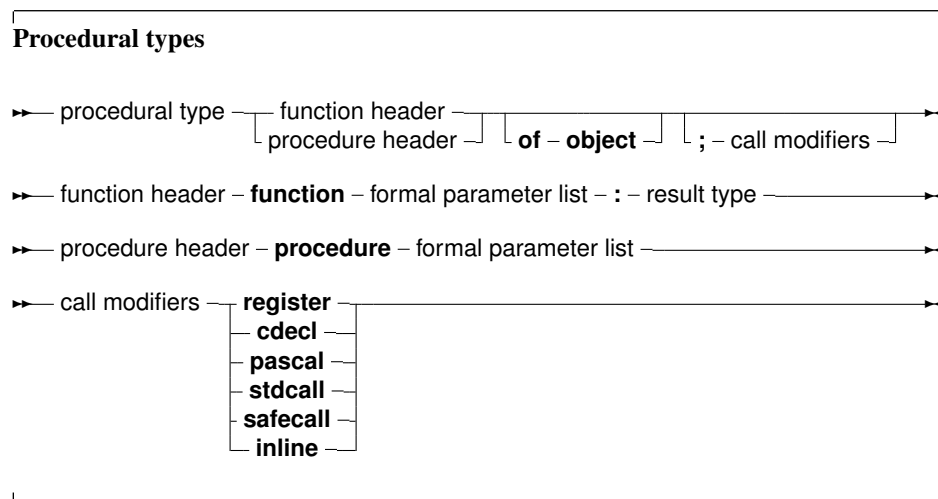 Procedural types
procedural type function header
procedure header of object ; call modifiers
function header function formal parameter list : result type
procedure header procedure formal parameter list
call modifiers register
cdecl
pascal
stdcall
safecall
inline